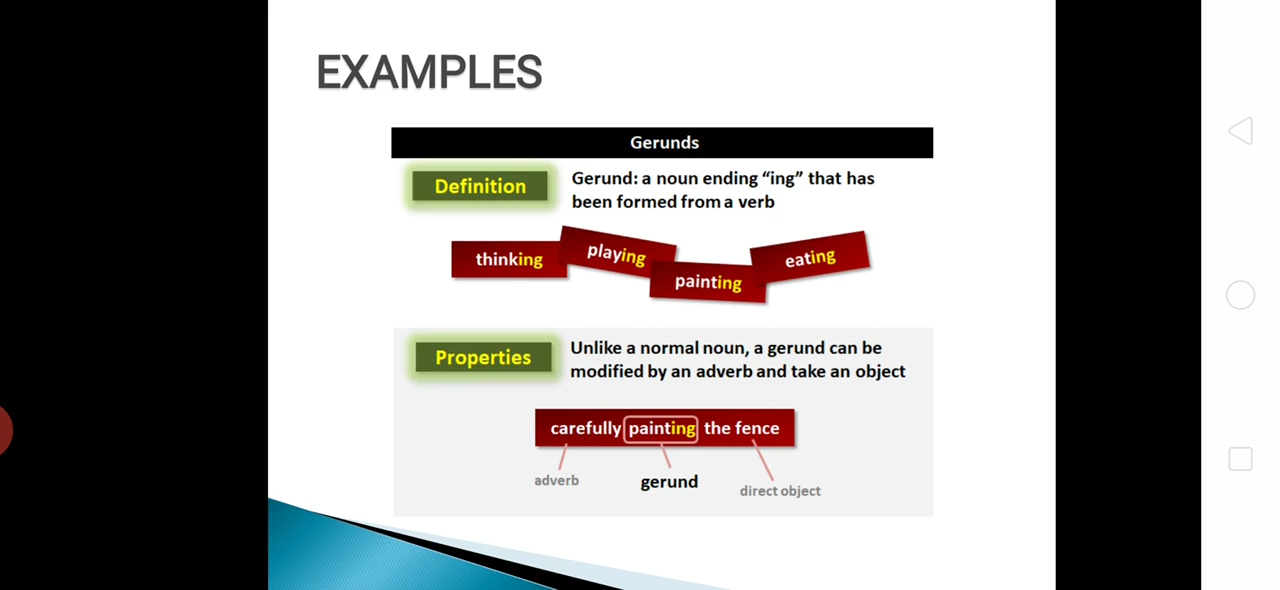 EXAMPLES
Gerunds
Definition
Gerund: a noun ending “ing” that has
been formed from a verb
thinking
playing
painting
eating
Properties
Unlike a normal noun, a gerund can be
modified by an adverb and take an object
carefully painting the fence
adverb
gerund
direct object